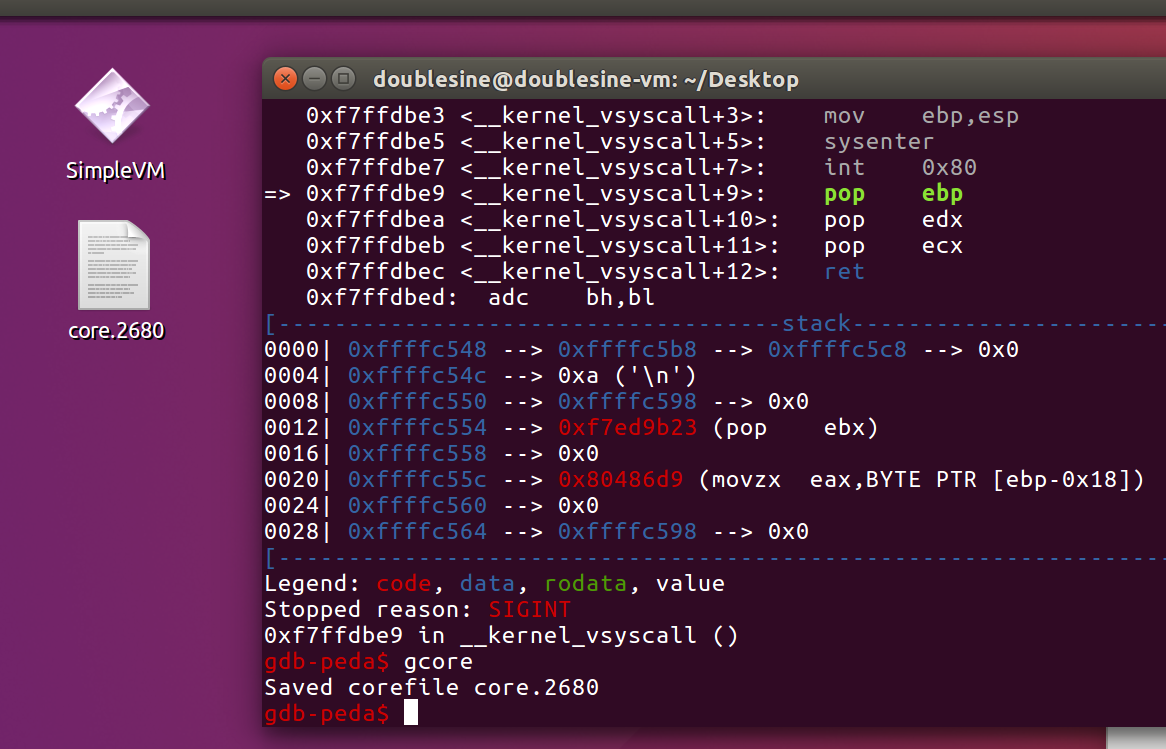 doublesine@doublesine-vm: ~/Desktop
SimpleVM
core.2680
0xf7ffdbe3 <__kernel_vsyscall+3>: mov ebp,esp
0xf7ffdbe5 <__kernel_vsyscall+5>: sysenter
0xf7ffdbe7 <__kernel_vsyscall+7>: int 0x80
=> 0xf7ffdbe9 <__kernel_vsyscall+9>: pop ebp
0xf7ffdbea <__kernel_vsyscall+10>: pop edx
0xf7ffdbeb <__kernel_vsyscall+11>: pop ecx
0xf7ffdbec <__kernel_vsyscall+12>: ret
0xf7ffdbed: adc bh,bl
[------------------------------------stack-----------------------
0000| 0xffffc548 --> 0xffffc5b8 --> 0xffffc5c8 --> 0x0
0004| 0xffffc54c --> 0xa ('\n')
0008| 0xffffc550 --> 0xffffc598 --> 0x0
0012| 0xffffc554 --> 0xf7ed9b23 (pop ebx)
0016| 0xffffc558 --> 0x0
0020| 0xffffc55c --> 0x80486d9 (movzx eax,BYTE PTR [ebp-0x18])
0024| 0xffffc560 --> 0x0
0028| 0xffffc564 --> 0xffffc598 --> 0x0
[----------------------------------------------------------------
Legend: code, data, rodata, value
Stopped reason: SIGINT
0xf7ffdbe9 in __kernel_vsyscall ()
gdb-peda$ gcore
Saved corefile core.2680
gdb-peda$